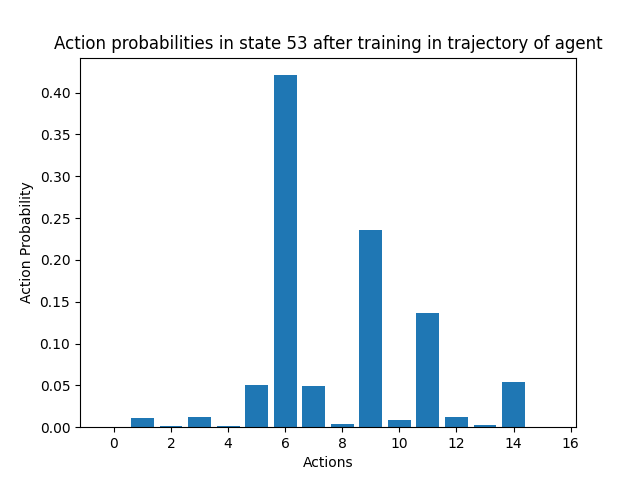 Action probabilities in state 53 after training in trajectory of agent
Action Probability
0.40
0.35
0.30
0.25
0.20
0.15
0.10
0.05
0.00
0 2 4 6 8 10 12 14 16
Actions